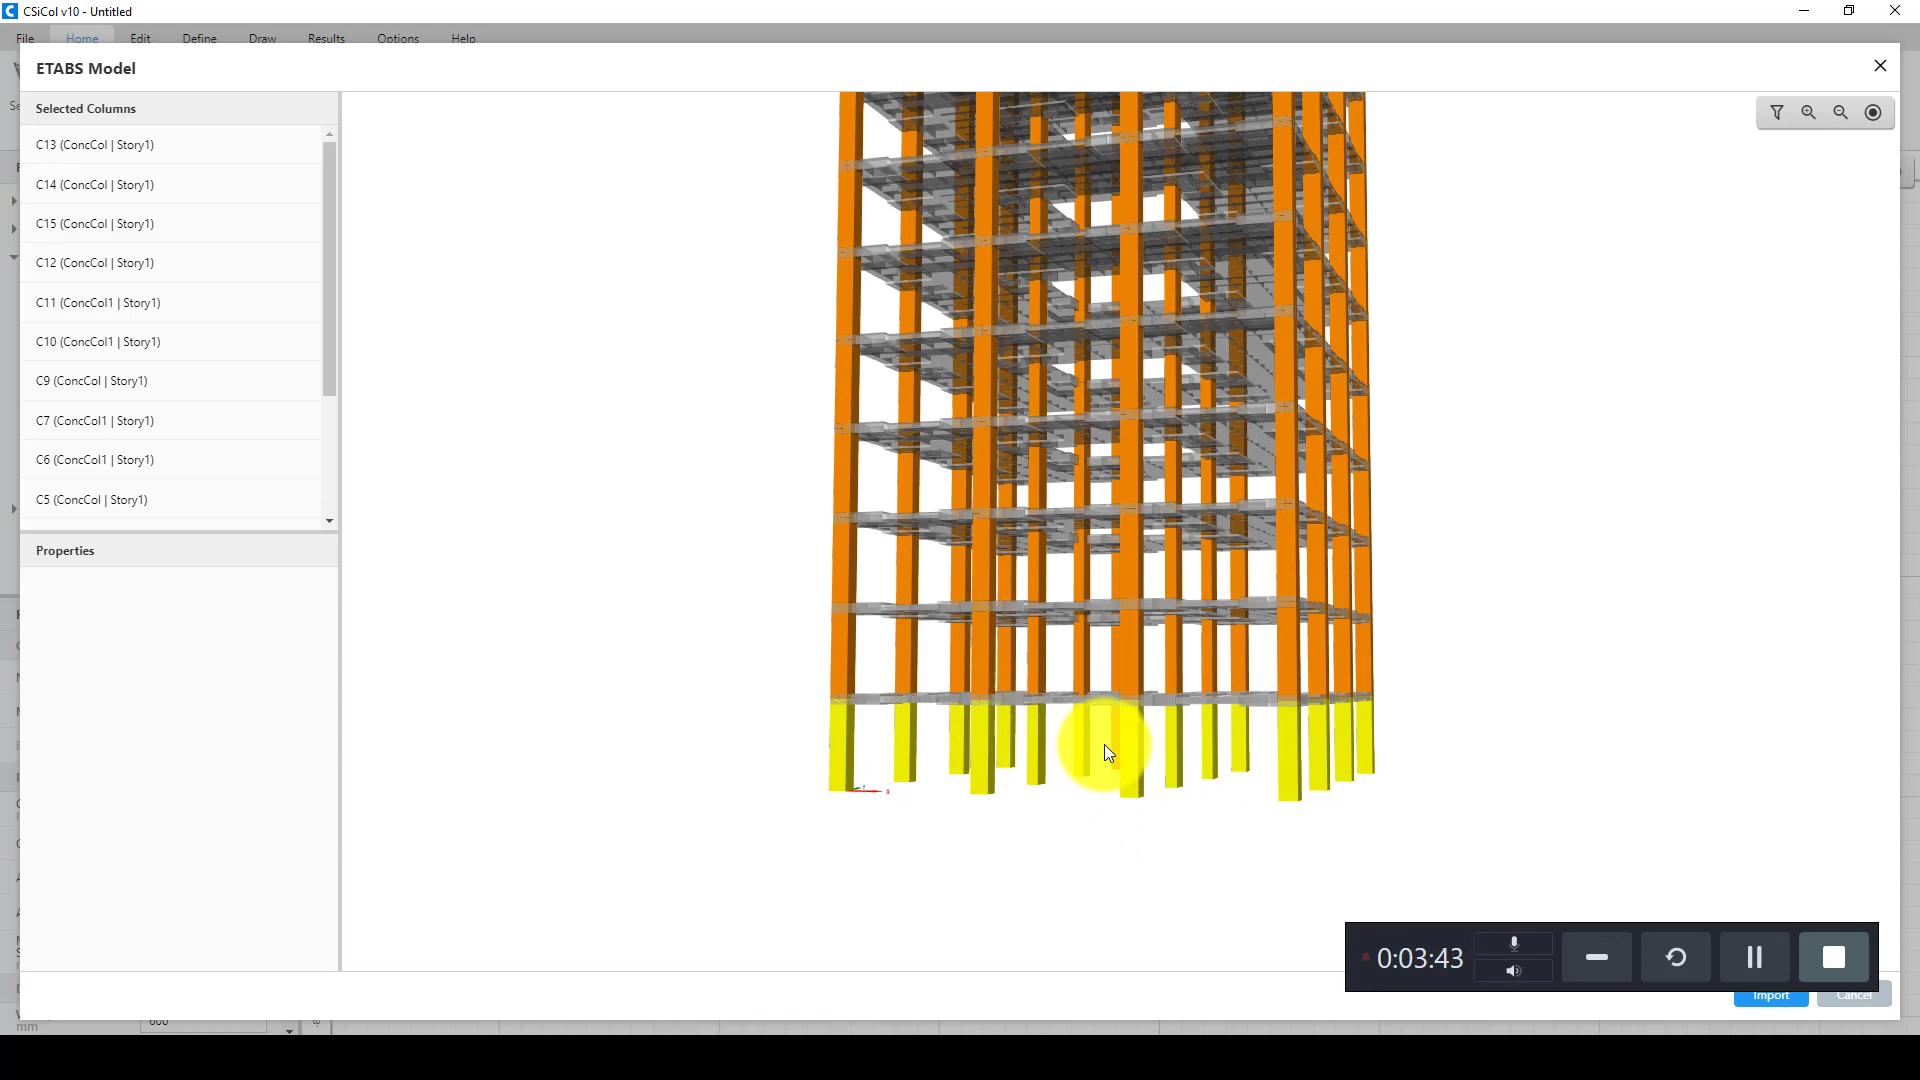 CSiCol v10 - Untitled
File Home Edit Define Draw Results Options Help
ETABS Model
Selected Columns
C13 (ConcCol | Story1)
C14 (ConcCol | Story1)
C15 (ConcCol | Story1)
C12 (ConcCol | Story1)
C11 (ConcCol1 | Story1)
C10 (ConcCol1 | Story1)
C9 (ConcCol | Story1)
C7 (ConcCol1 | Story1)
C6 (ConcCol1 | Story1)
C5 (ConcCol | Story1)
Properties
x
0:03:43
Import Cancel
mm 600